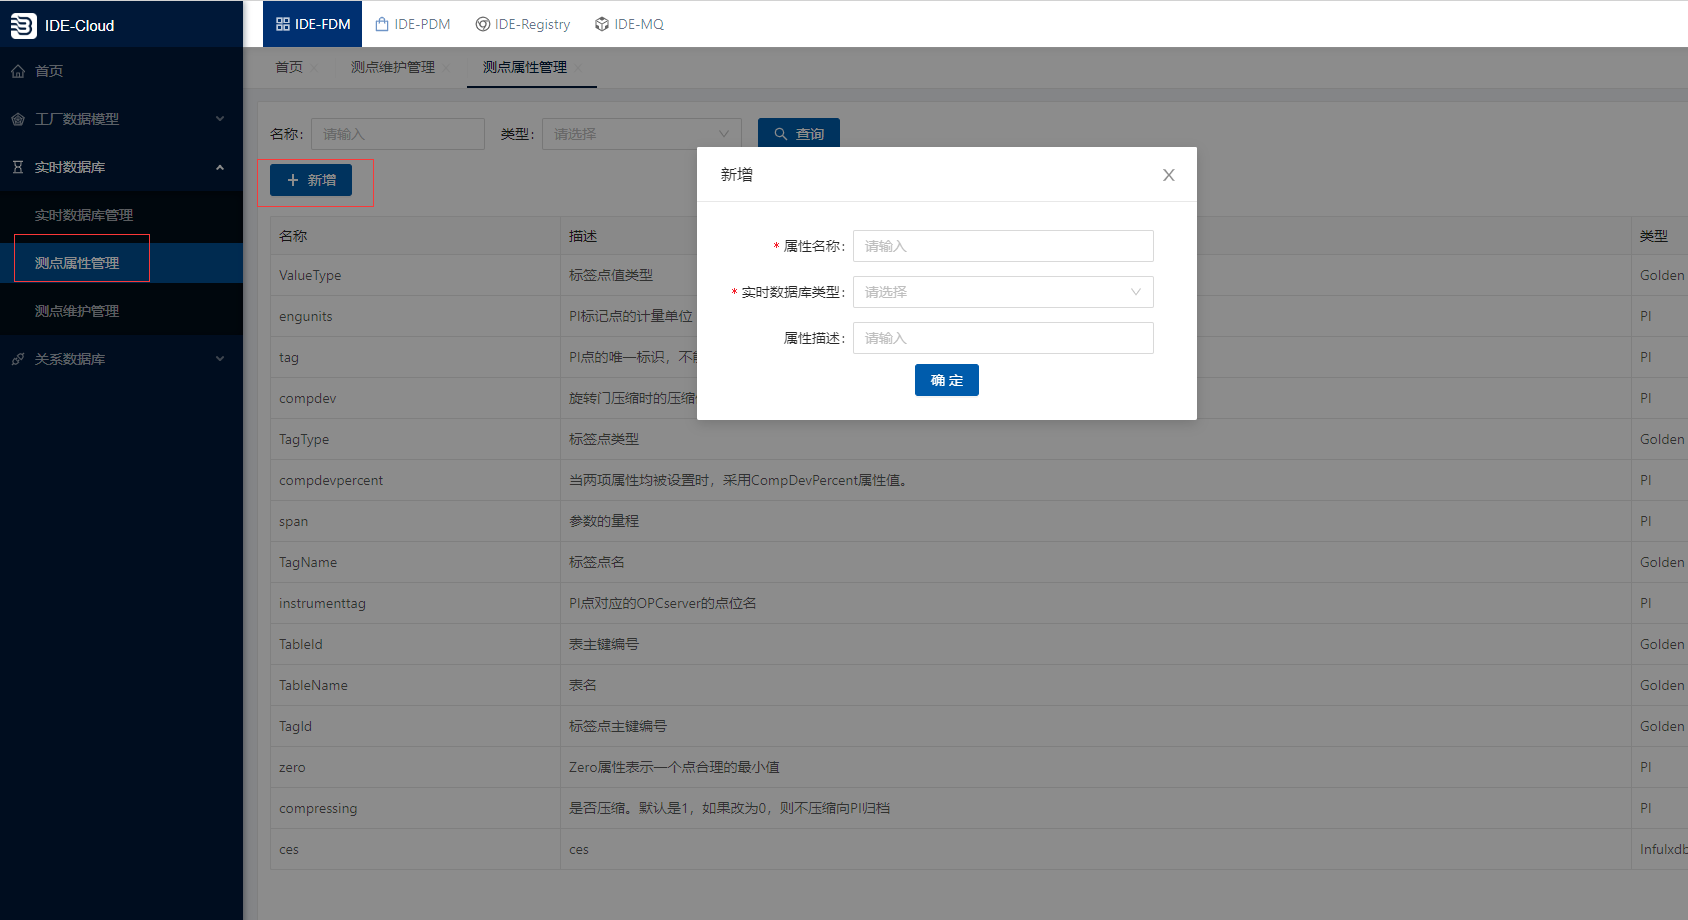 IDE-Cloud
IDE-FDM IDE-PDM IDE-Registry IDE-MQ
首页
工厂数据模型
实时数据库
实时数据库管理
测点属性管理
测点维护管理
关系数据库
首页 测点维护管理 测点属性管理
名称: 请输入 类型: 请选择 查询
新增
名称 描述 类型
ValueType 标签点值类型 Golden
engunits PI标记点的计量单位 PI
tag PI点的唯一标识，不 PI
compdev 旋转门压缩时的压缩 PI
TagType 标签点类型 Golden
compdevpercent 当两项属性均被设置时，采用CompDevPercent属性值。 PI
span 参数的量程 PI
TagName 标签点名 Golden
instrumenttag PI点对应的OPCserver的点位名 PI
TableId 表主键编号 Golden
TableName 表名 Golden
TagId 标签点主键编号 Golden
zero Zero属性表示一个点合理的最小值 PI
compressing 是否压缩。默认是1，如果改为0，则不压缩向PI归档 PI
ces ces Infulxdb
新增
* 属性名称: 请输入
* 实时数据库类型: 请选择
属性描述: 请输入
确 定